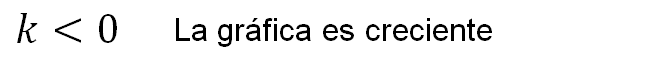 k < 0 La gráfica es creciente